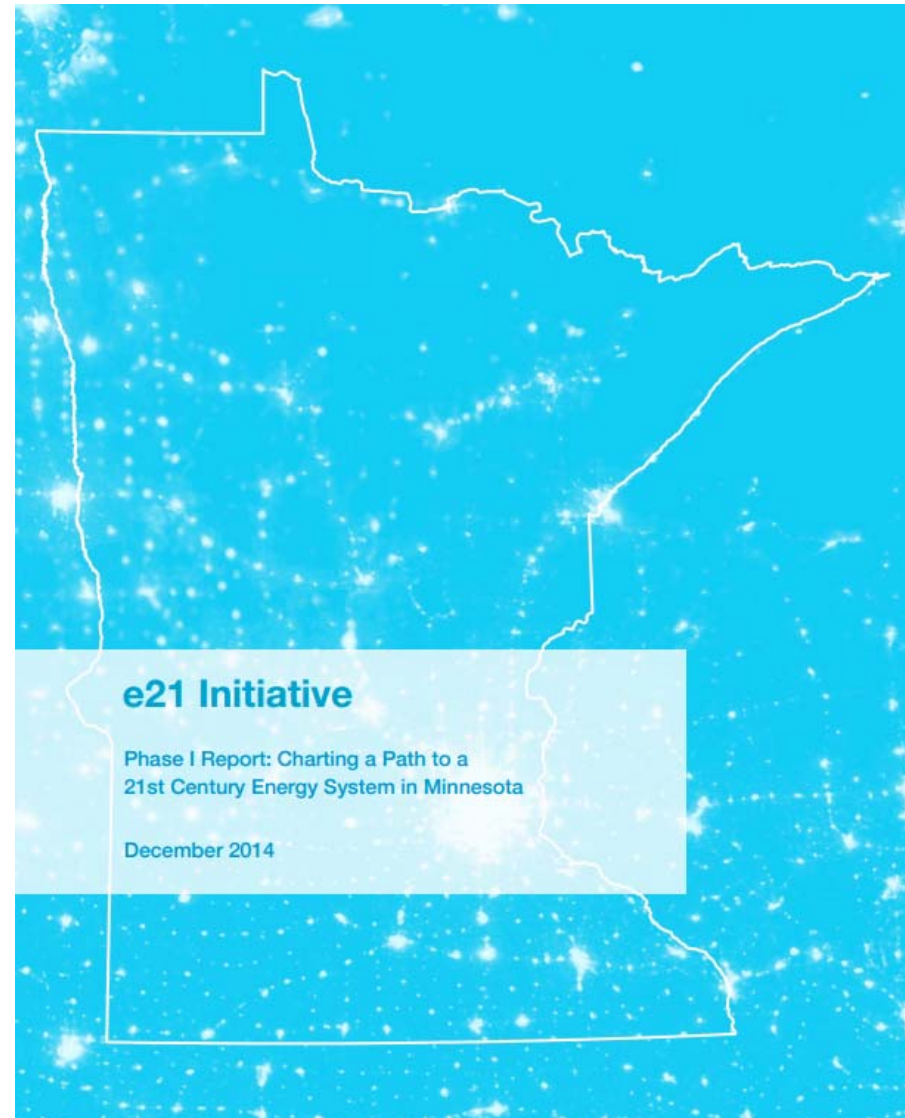 e21 Initiative
Phase I Report: Charting a Path to a
21st Century Energy System in Minnesota
December 2014